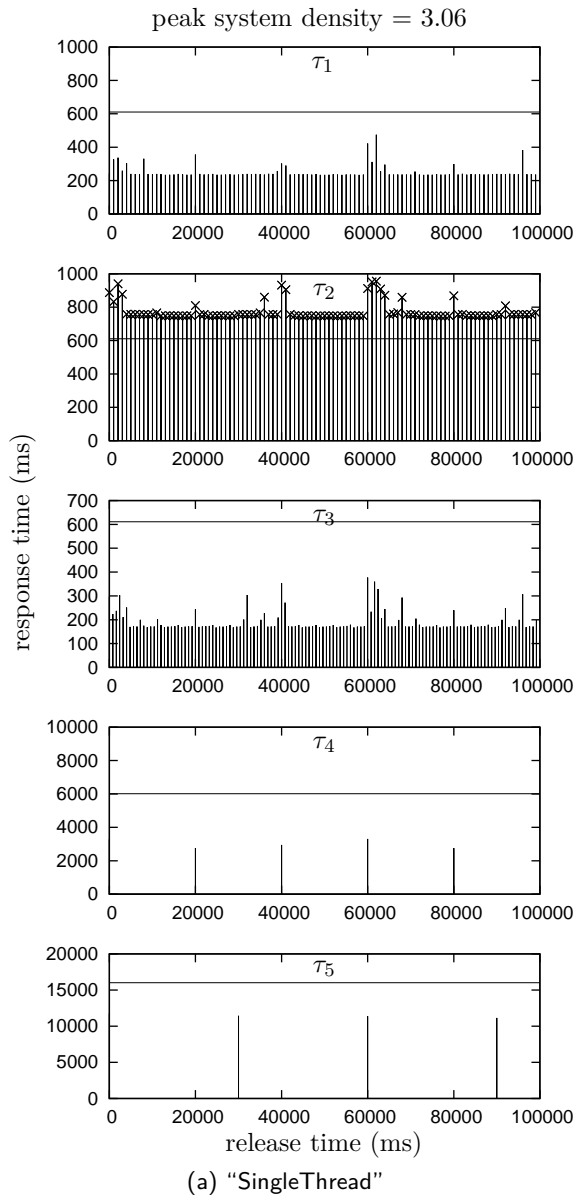 peak system density = 3.06
response time (ms)
τ1
1000
800
600
400
200
0
0 20000 40000 60000 80000 100000
τ2
1000
800
600
400
200
0
0 20000 40000 60000 80000 100000
τ3
700
600
500
400
300
200
100
0
0 20000 40000 60000 80000 100000
τ4
10000
8000
6000
4000
2000
0
0 20000 40000 60000 80000 100000
τ5
20000
15000
10000
5000
0
0 20000 40000 60000 80000 100000
release time (ms)
(a) “SingleThread”